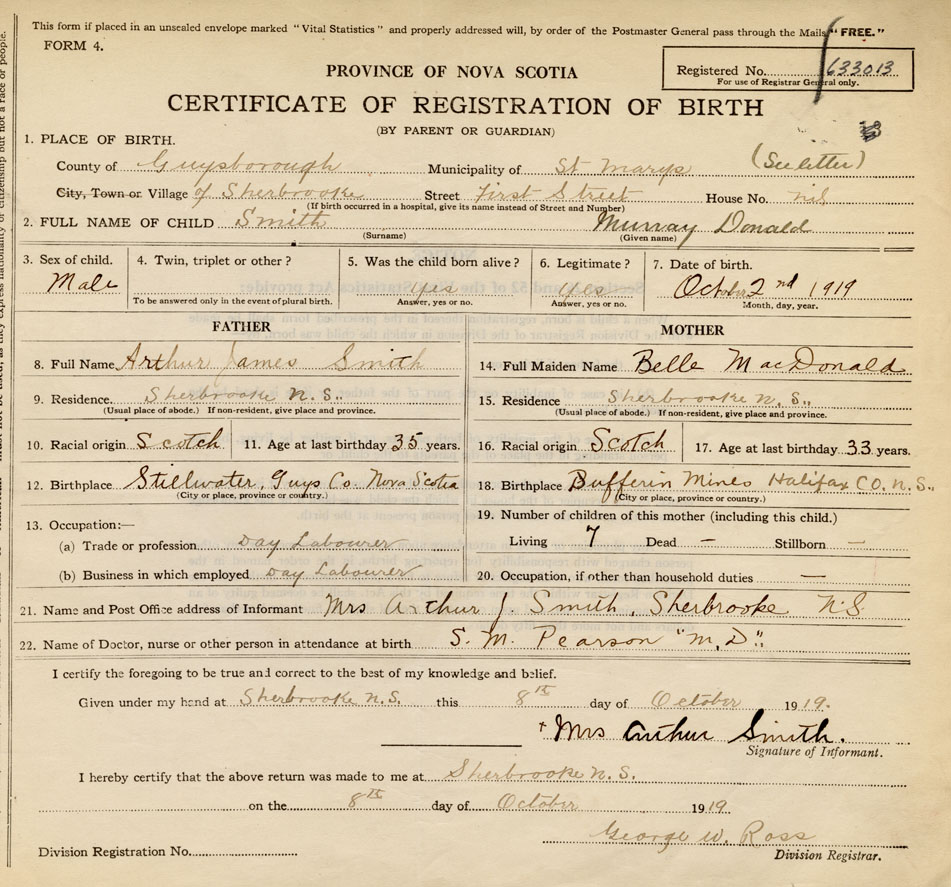 This form if placed in an unsealed envelope marked "Vital Statistics" and properly addressed will, by order of the Postmaster General pass through the Mails "FREE."
FORM 4.
Registered No. 633013
For use of Registrar General only.
PROVINCE OF NOVA SCOTIA
CERTIFICATE OF REGISTRATION OF BIRTH
(BY PARENT OR GUARDIAN)
1. PLACE OF BIRTH.
County of Guysborough Municipality of St Marys (See letter)
City, Town or Village of Sherbrooke Street First Street House No. nil
(If birth occurred in a hospital, give its name instead of Street and Number)
2. FULL NAME OF CHILD Smith Murray Donald
(Surname) (Given name)
3. Sex of child. 4. Twin, triplet or other? 5. Was the child born alive? 6. Legitimate? 7. Date of birth.
Male yes yes October 2nd 1919
To be answered only in the event of plural birth. Answer, yes or no. Answer, yes or no. Month, day, year.
FATHER MOTHER
8. Full Name Arthur James Smith 14. Full Maiden Name Belle MacDonald
9. Residence. Sherbrooke N.S. 15. Residence Sherbrooke N.S.
(Usual place of abode.) If non-resident, give place and province. (Usual place of abode.) If non-resident, give place and province.
10. Racial origin Scotch 11. Age at last birthday 35 years. 16. Racial origin Scotch 17. Age at last birthday 33 years.
12. Birthplace Stillwater, Guys Co. Nova Scotia 18. Birthplace Bufferin Mines Halifax Co. N.S.
(City or place, province or country.) (City or place, province or country.)
13. Occupation:— 19. Number of children of this mother (including this child.)
(a) Trade or profession Day Labourer Living 7 Dead – Stillborn –
(b) Business in which employed Day Labourer 20. Occupation, if other than household duties —
21. Name and Post Office address of Informant Mrs Arthur J. Smith, Sherbrooke N.S.
22. Name of Doctor, nurse or other person in attendance at birth S. M. Pearson "M.D".
I certify the foregoing to be true and correct to the best of my knowledge and belief.
Given under my hand at Sherbrooke N.S. this 8th day of October 1919.
+ Mrs Arthur Smith.
Signature of Informant.
I hereby certify that the above return was made to me at Sherbrooke N.S.
on the 8th day of October 1919.
George W. Ross
Division Registration No. Division Registrar.